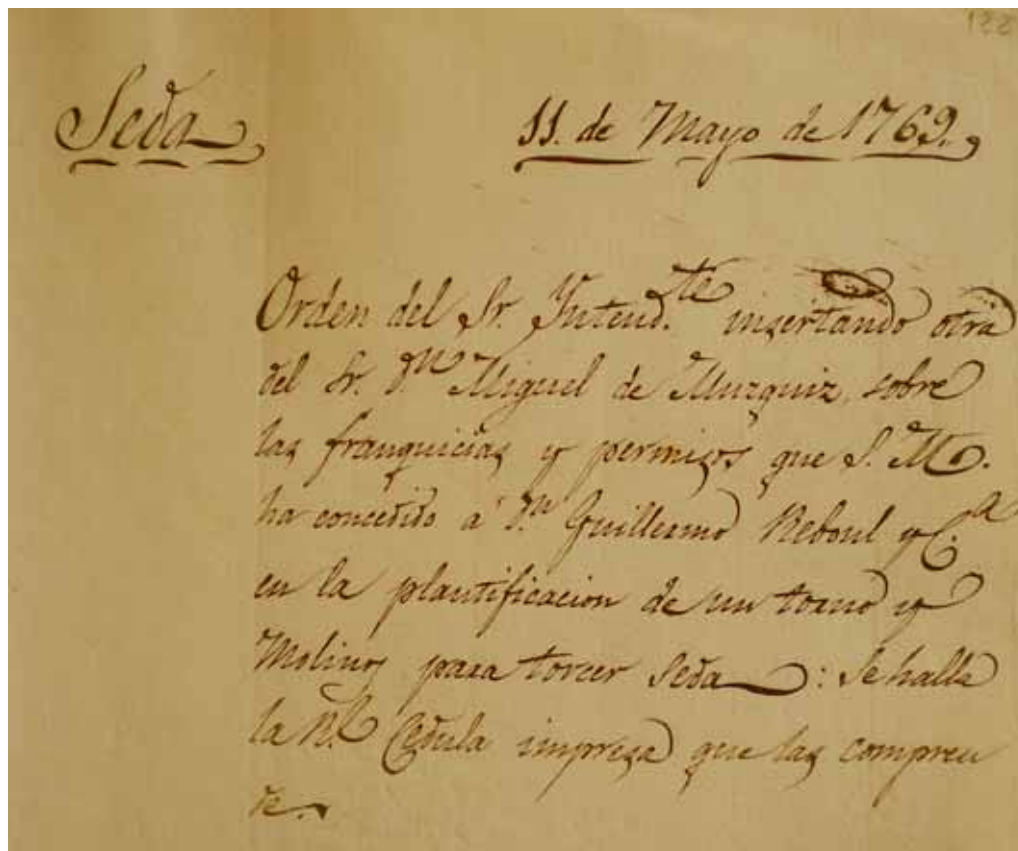 Seda
11. de Mayo de 1769.
Orden del Sr. Yntend.te insertando otra
del Sr. Dn Miguel de Muzquiz, sobre
las franquicias y permisos que S. M.
ha concedido a Dn Guillermo Reboul y C.a
en la plantificacion de un torno y
Molinos para torcer Seda: Se halla
la Rl. Cedula impresa que las compren
de.